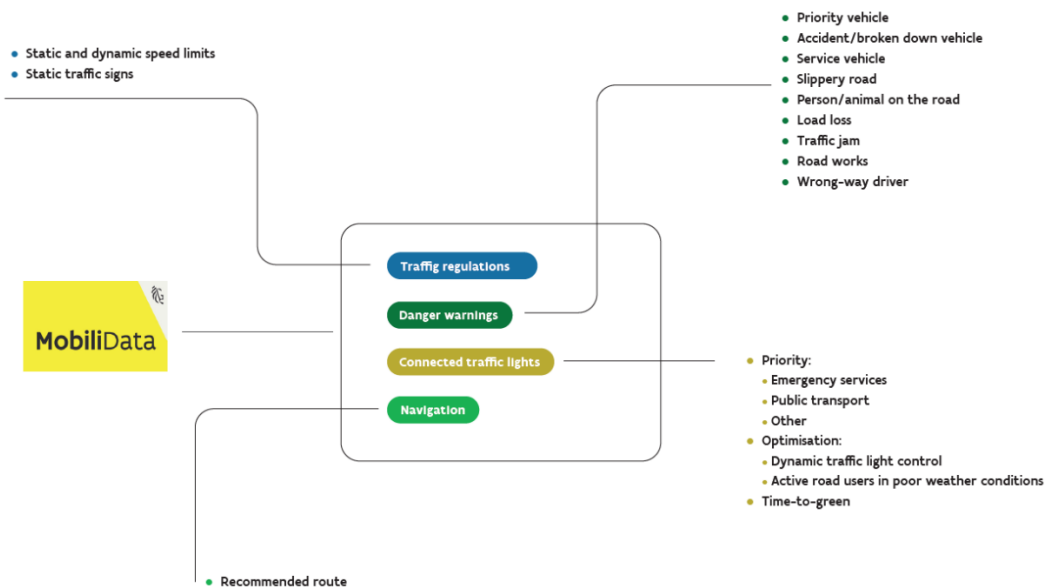 Static and dynamic speed limits
Static traffic signs
Priority vehicle
Accident/broken down vehicle
Service vehicle
Slippery road
Person/animal on the road
Load loss
Traffic jam
Road works
Wrong-way driver
MobiliData
Traffig regulations
Danger warnings
Connected traffic lights
Navigation
Priority:
Emergency services
Public transport
Other
Optimisation:
Dynamic traffic light control
Active road users in poor weather conditions
Time-to-green
Recommended route